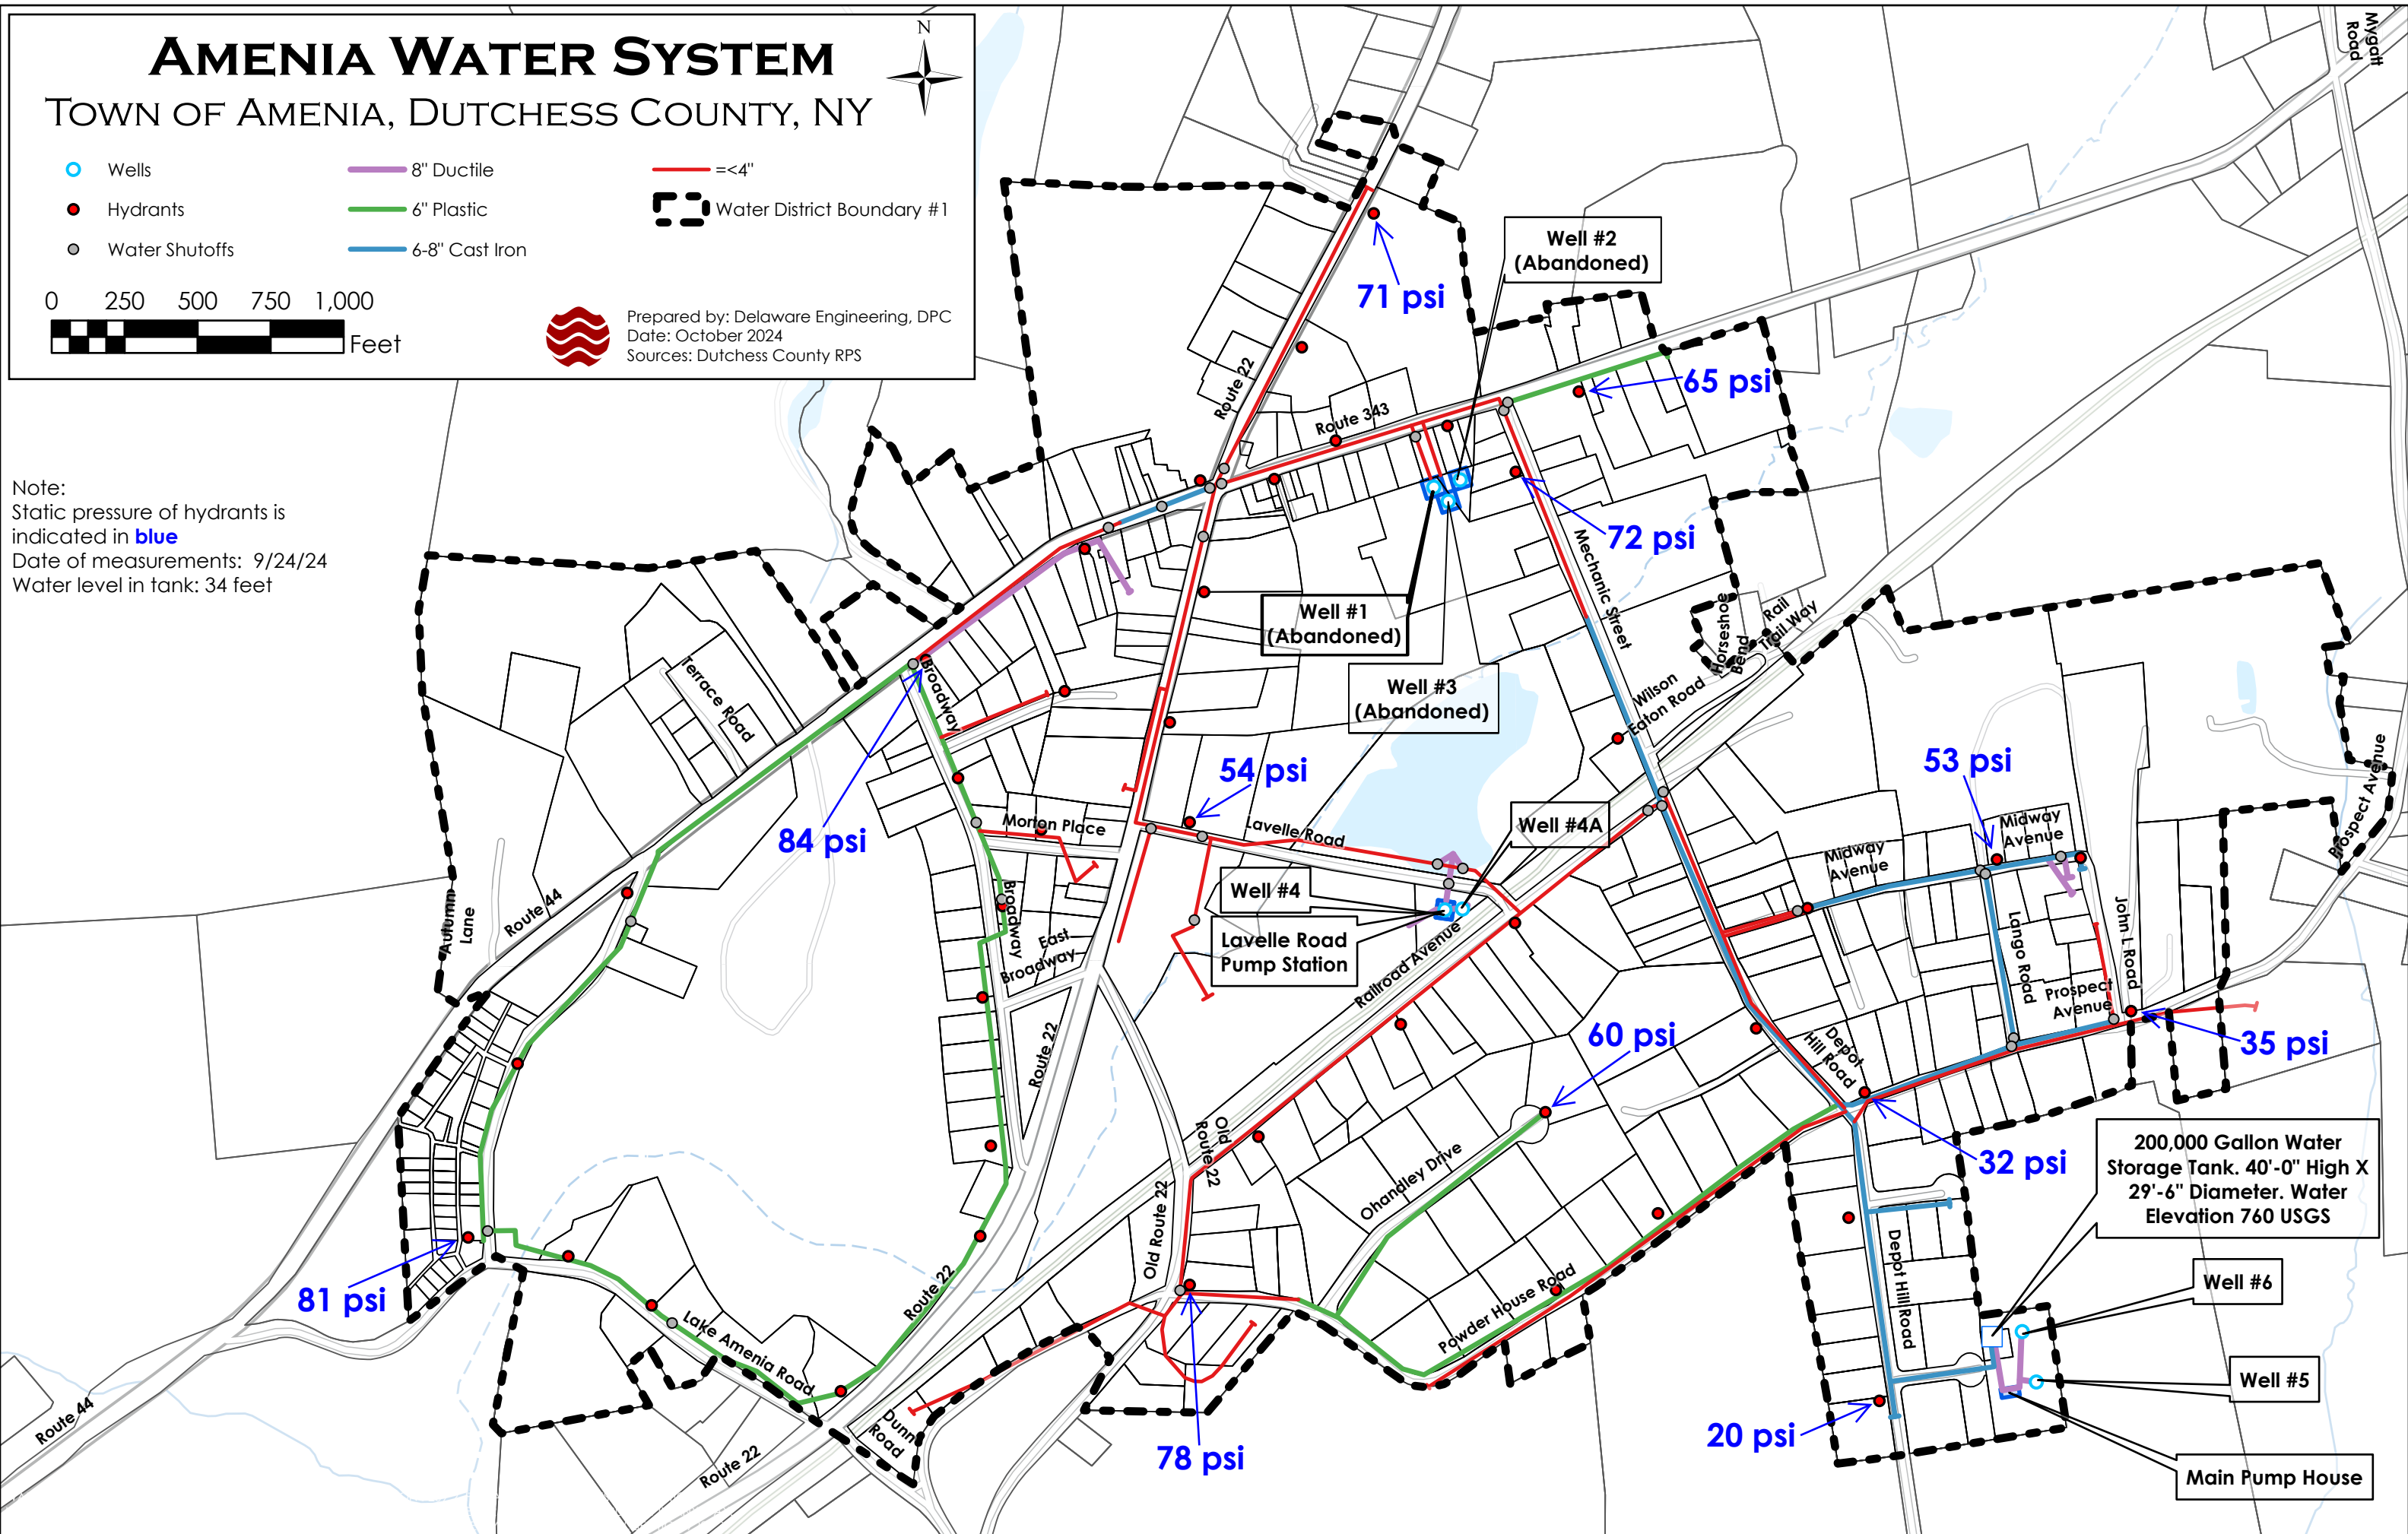 AMENIA WATER SYSTEM
TOWN OF AMENIA, DUTCHESS COUNTY, NY
N
Wells
Hydrants
Water Shutoffs
8" Ductile
6" Plastic
6-8" Cast Iron
=<4"
Water District Boundary #1
0 250 500 750 1,000
Feet
Prepared by: Delaware Engineering, DPC
Date: October 2024
Sources: Dutchess County RPS
Note:
Static pressure of hydrants is
indicated in blue
Date of measurements: 9/24/24
Water level in tank: 34 feet
Mygatt
Road
Well #2
(Abandoned)
71 psi
65 psi
Route 22
Route 343
72 psi
Mechanic Street
Well #1
(Abandoned)
Horseshoe
Bend
Rail
Trail Way
Well #3
(Abandoned)
Wilson
Eaton Road
Terrace Road
Broadway
84 psi
54 psi
Morton Place
Lavelle Road
Well #4A
53 psi
Midway
Avenue
Midway
Avenue
Prospect Avenue
Well #4
Lavelle Road
Pump Station
Railroad Avenue
Autumn
Lane
Route 44
Broadway
East
Broadway
Lango Road
John L Road
Prospect
Avenue
35 psi
Route 22
60 psi
Depot
Hill Road
32 psi
Old
Route 22
Ohandley Drive
200,000 Gallon Water
Storage Tank. 40'-0" High X
29'-6" Diameter. Water
Elevation 760 USGS
Old Route 22
Depot Hill Road
Well #6
81 psi
Route 22
Lake Amenia Road
Powder House Road
Well #5
Route 44
Dunn
Road
20 psi
78 psi
Route 22
Main Pump House